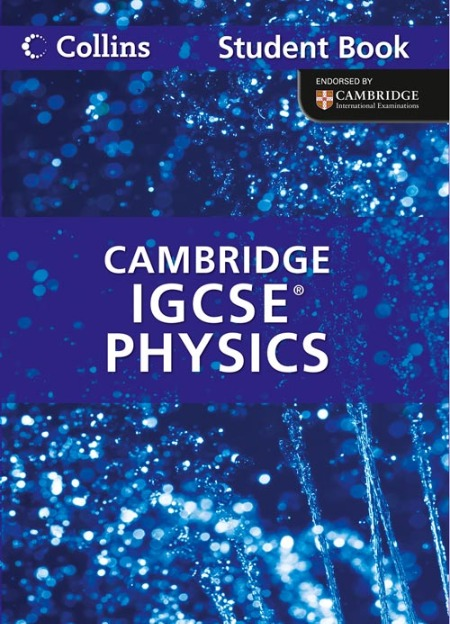 Collins Student Book
ENDORSED BY
CAMBRIDGE
International Examinations
CAMBRIDGE
IGCSE®
PHYSICS